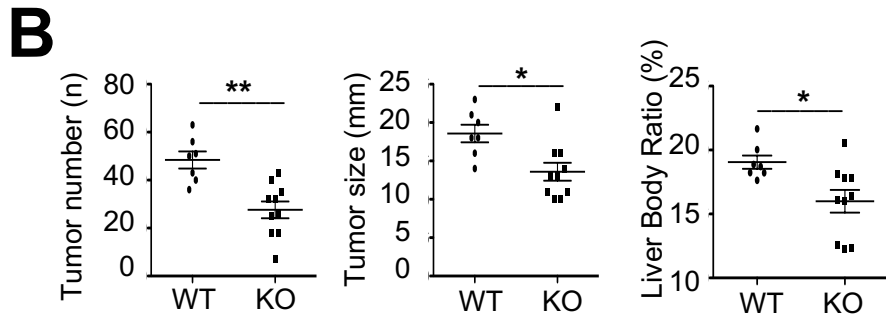 B
Tumor number (n)
80
60
40
20
0
**
WT
KO
Tumor size (mm)
25
20
15
10
5
0
*
WT
KO
Liver Body Ratio (%)
25
20
15
10
*
WT
KO